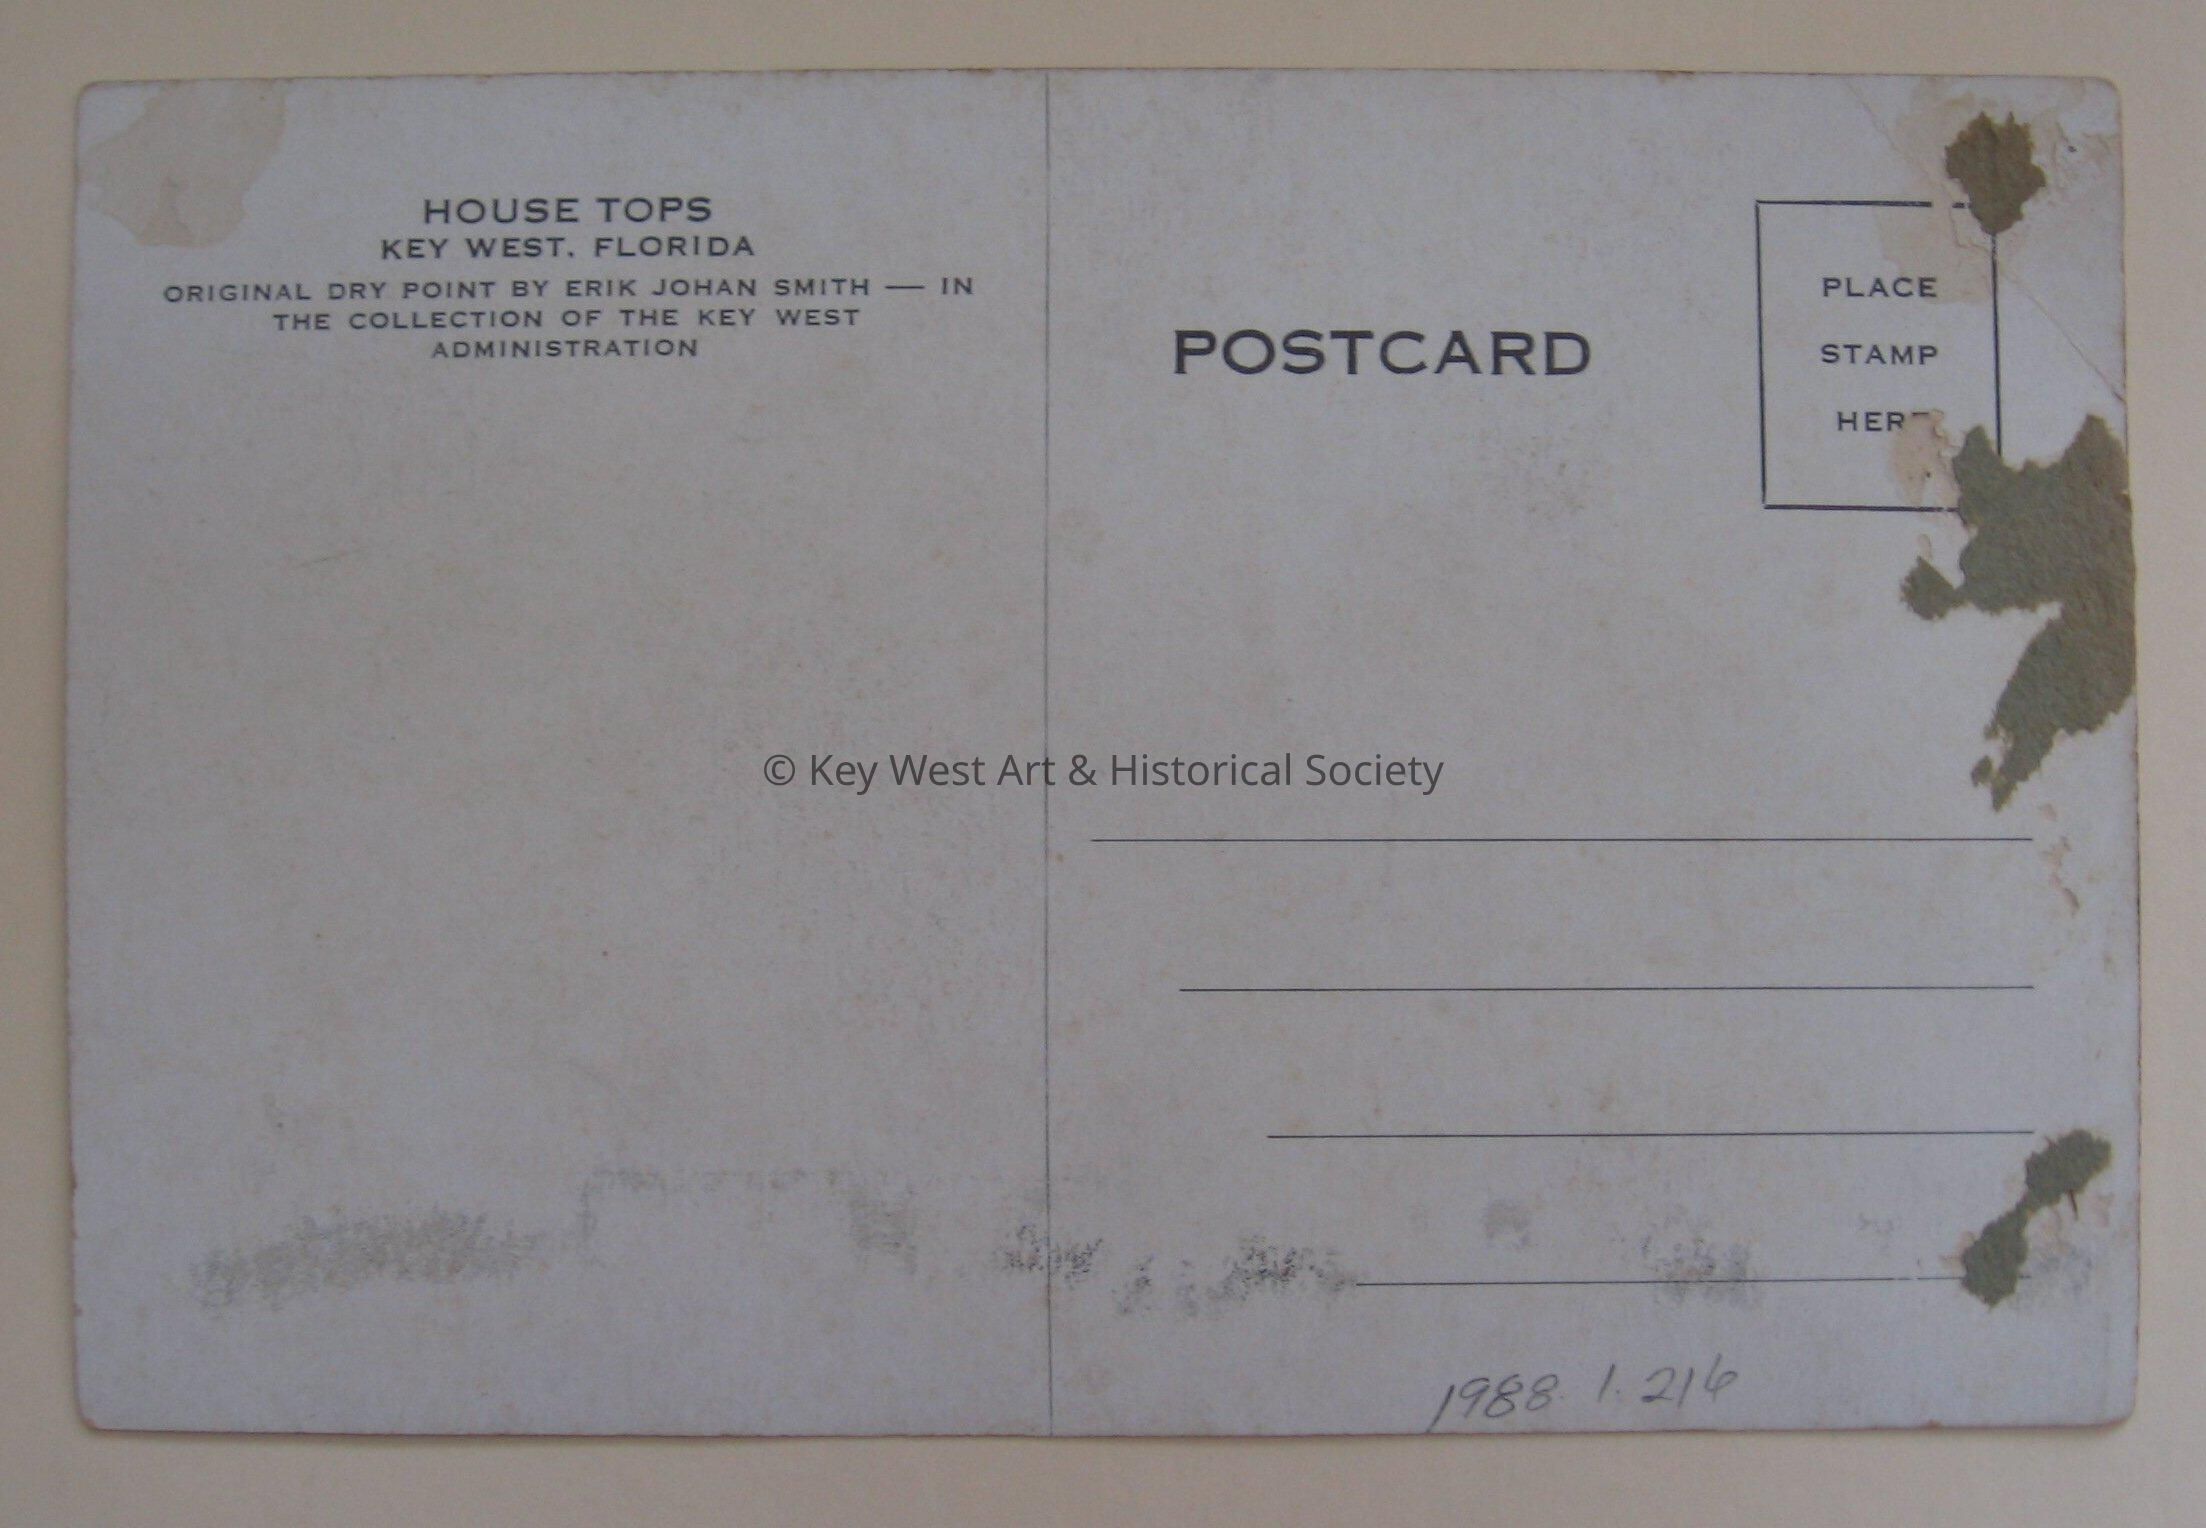 HOUSE TOPS
KEY WEST, FLORIDA
ORIGINAL DRY POINT BY ERIK JOHAN SMITH — IN
THE COLLECTION OF THE KEY WEST
ADMINISTRATION
POSTCARD
PLACE
STAMP
HERE
© Key West Art & Historical Society
1988.1.216